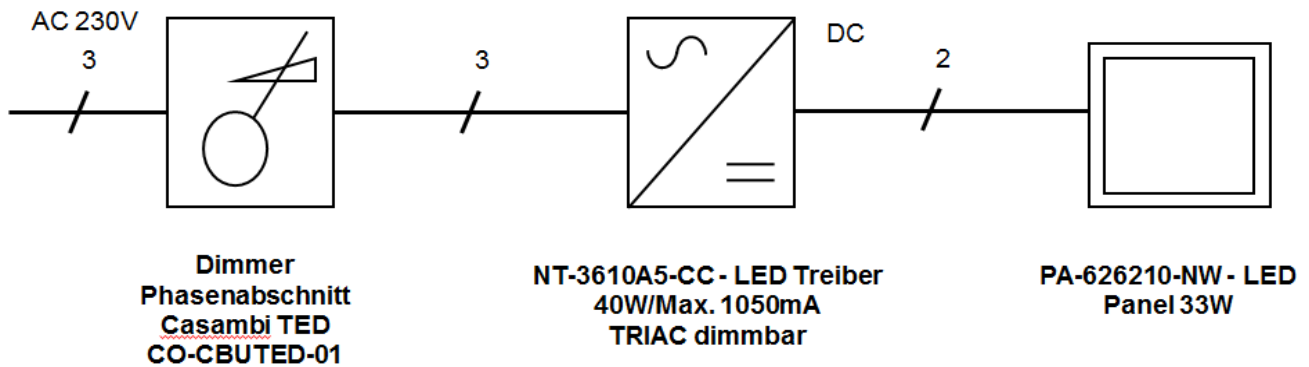 AC 230V
3
3
DC
2
Dimmer
Phasenabschnitt
Casambi TED
CO-CBUTED-01
NT-3610A5-CC - LED Treiber
40W/Max. 1050mA
TRIAC dimmbar
PA-626210-NW - LED
Panel 33W